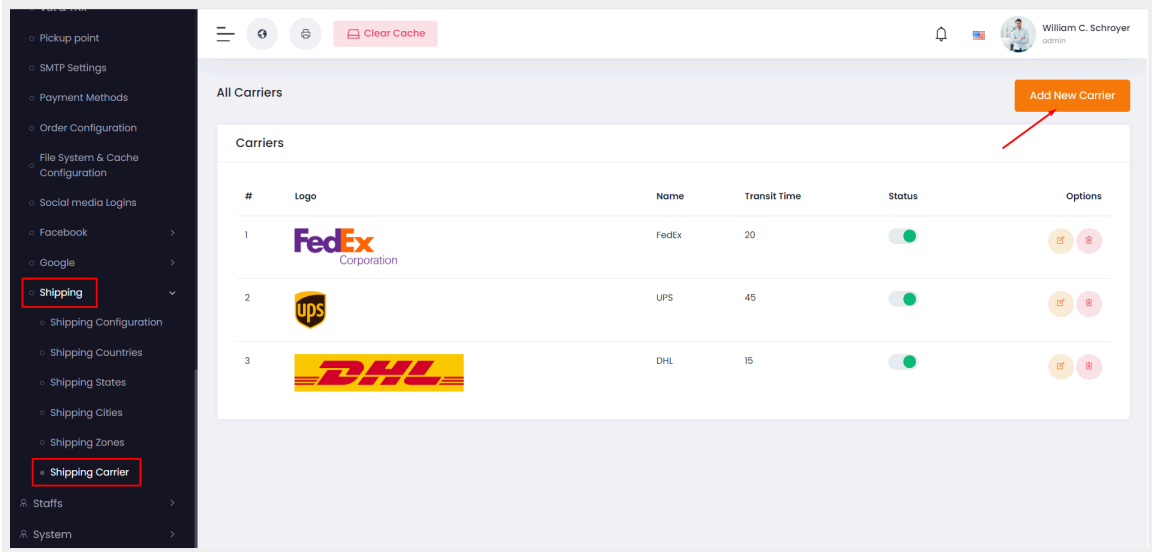 Vat & TAX
Pickup point
SMTP Settings
Payment Methods
Order Configuration
File System & Cache
Configuration
Social media Logins
Facebook
Google
Shipping
Shipping Configuration
Shipping Countries
Shipping States
Shipping Cities
Shipping Zones
Shipping Carrier
Staffs
System
Clear Cache
William C. Schroyer
admin
All Carriers
Add New Carrier
Carriers
# Logo Name Transit Time Status Options
1 FedEx Corporation FedEx 20
2 ups UPS 45
3 DHL DHL 15